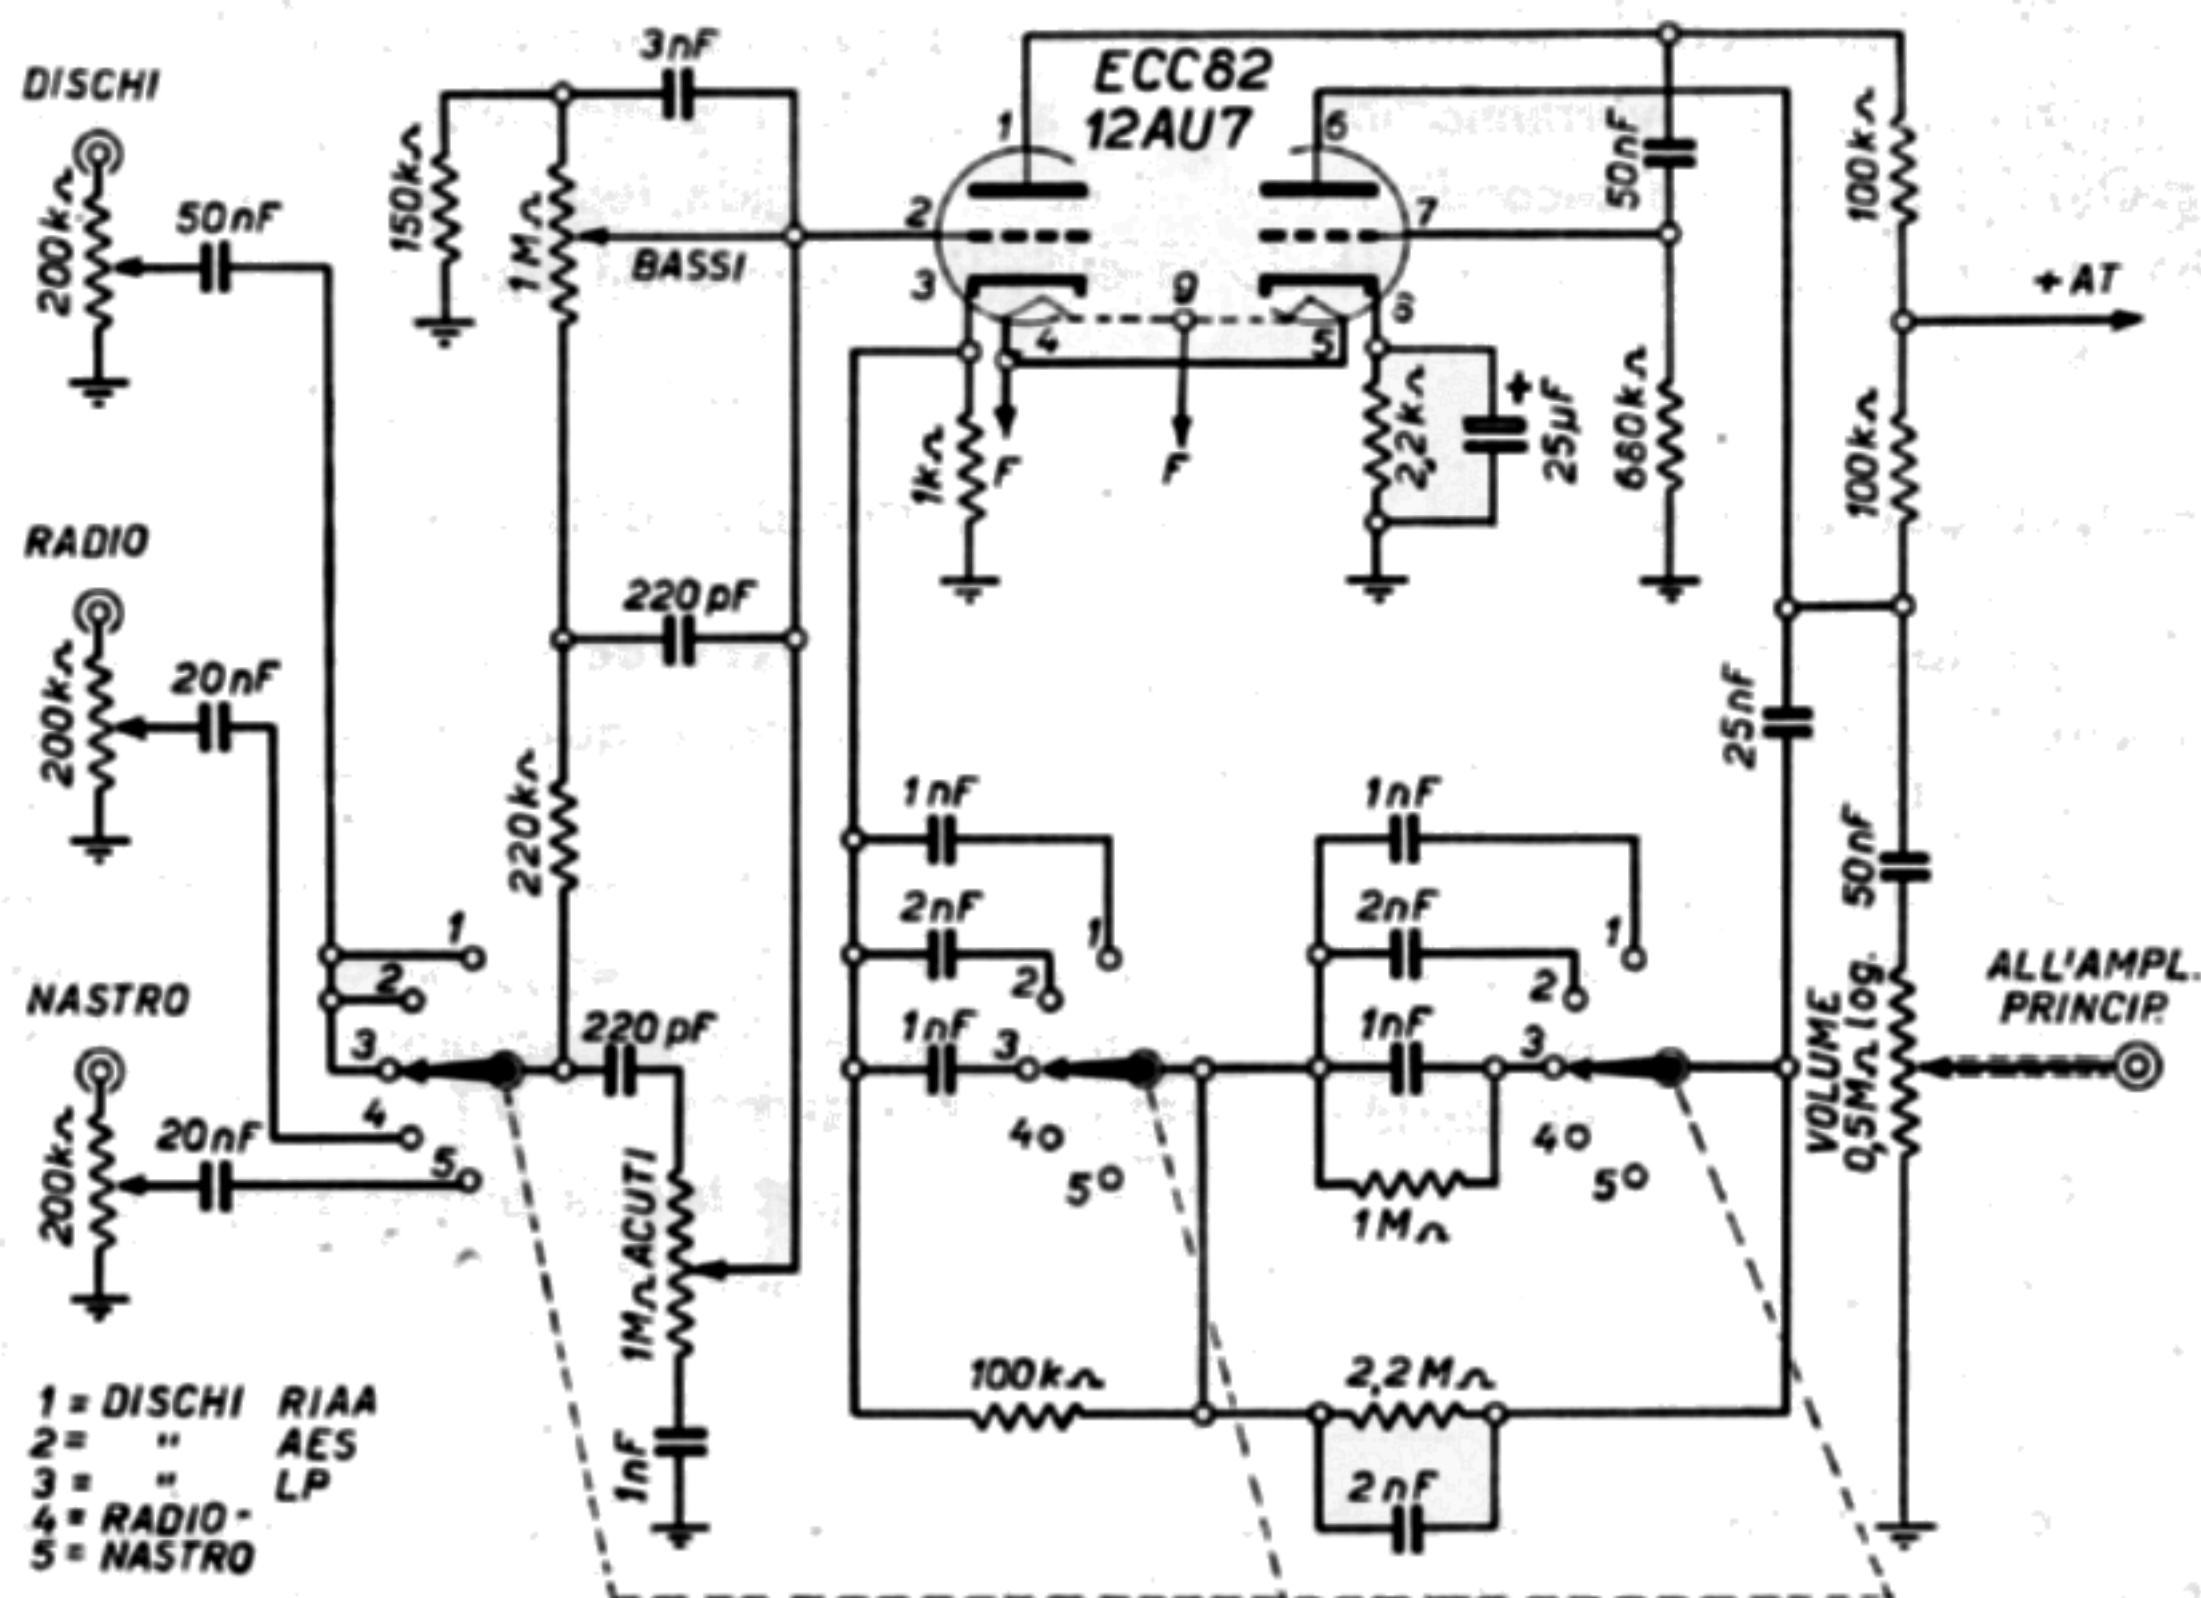 DISCHI
200kΩ
50nF
RADIO
200kΩ
20nF
NASTRO
200kΩ
20nF
1
2
3
4
5
1 = DISCHI RIAA
2 = " AES
3 = " LP
4 = RADIO -
5 = NASTRO
3nF
150kΩ
1MΩ
BASSI
220pF
220kΩ
220pF
1MΩ ACUTI
1nF
ECC82
12AU7
1
2
3
4
5
6
7
8
9
F
F
1kΩ
2,2kΩ
+
25µF
50nF
680kΩ
100kΩ
+ AT
100kΩ
25nF
50nF
1nF
2nF
1nF
1
2
3
4
5
1nF
2nF
1nF
1
2
3
4
5
1MΩ
100kΩ
2,2MΩ
2nF
VOLUME
0,5MΩ log.
ALL'AMPL.
PRINCIP.